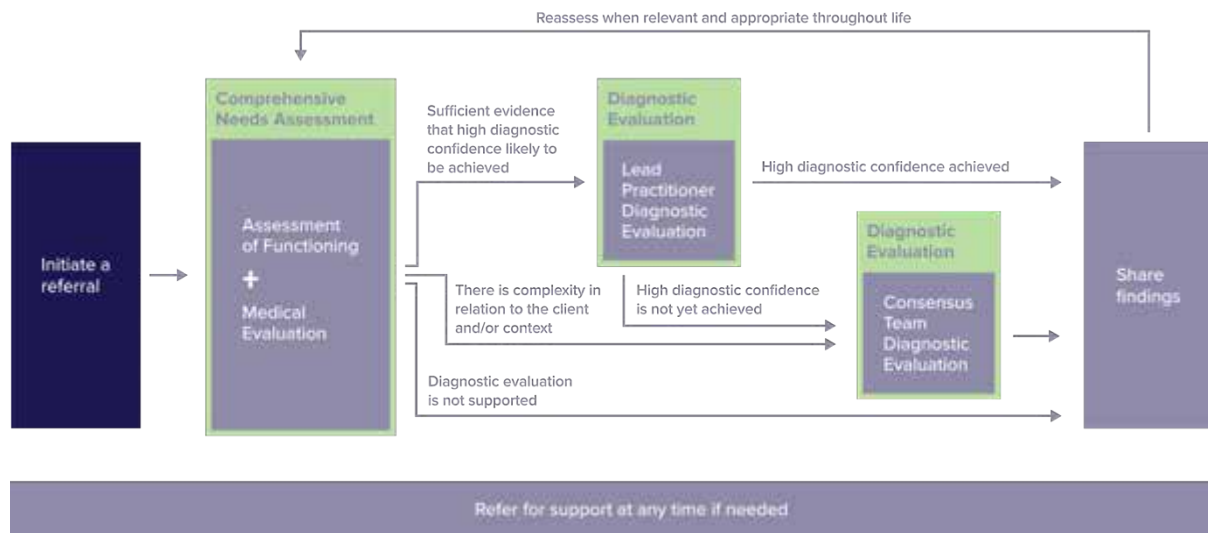 Reassess when relevant and appropriate throughout life
Comprehensive
Needs Assessment
Sufficient evidence
that high diagnostic
confidence likely to
be achieved
Diagnostic
Evaluation
Lead
Practitioner
Diagnostic
Evaluation
High diagnostic confidence achieved
Assessment
of Functioning
+
Medical
Evaluation
Initiate a
referral
Diagnostic
Evaluation
Consensus
Team
Diagnostic
Evaluation
Share
findings
There is complexity in
relation to the client
and/or context
High diagnostic confidence
is not yet achieved
Diagnostic evaluation
is not supported
Refer for support at any time if needed